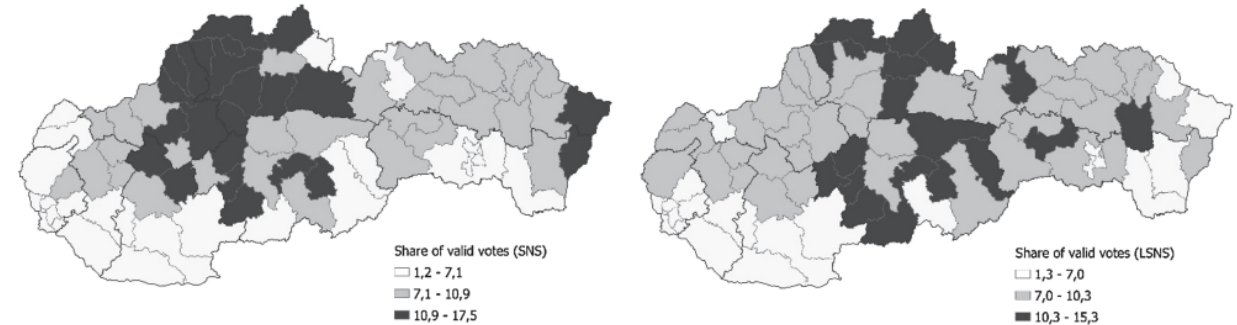 Share of valid votes (SNS)
1,2 - 7,1
7,1 - 10,9
10,9 - 17,5
Share of valid votes (LSNS)
1,3 - 7,0
7,0 - 10,3
10,3 - 15,3